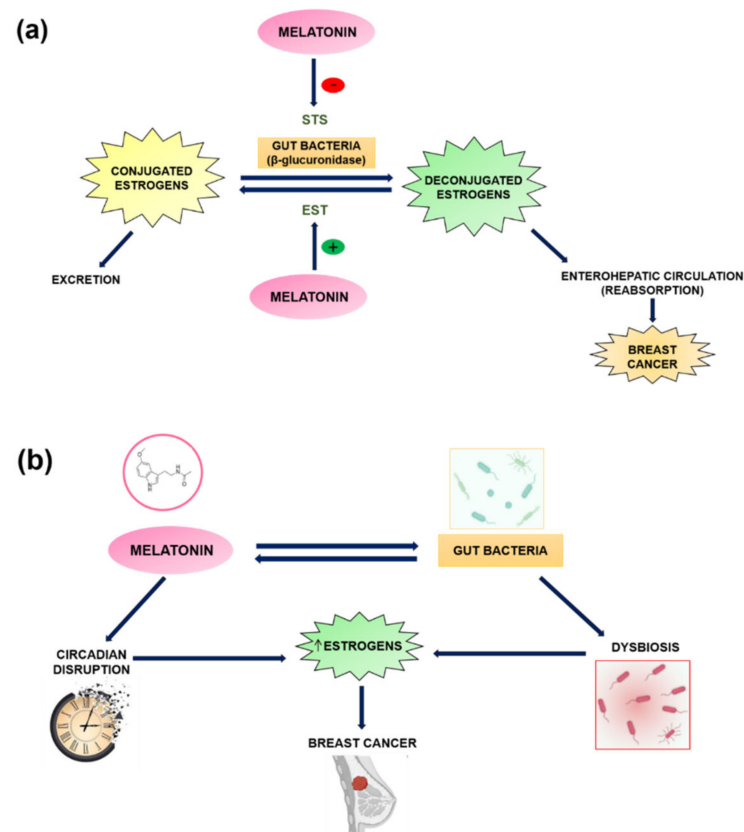 (a)
MELATONIN
-
STS
GUT BACTERIA
(β-glucuronidase)
CONJUGATED
ESTROGENS
DECONJUGATED
ESTROGENS
EST
+
MELATONIN
EXCRETION
ENTEROHEPATIC CIRCULATION
(REABSORPTION)
BREAST
CANCER
(b)
O
H
N
O
N
H
MELATONIN
GUT BACTERIA
CIRCADIAN
DISRUPTION
↑ESTROGENS
DYSBIOSIS
BREAST CANCER